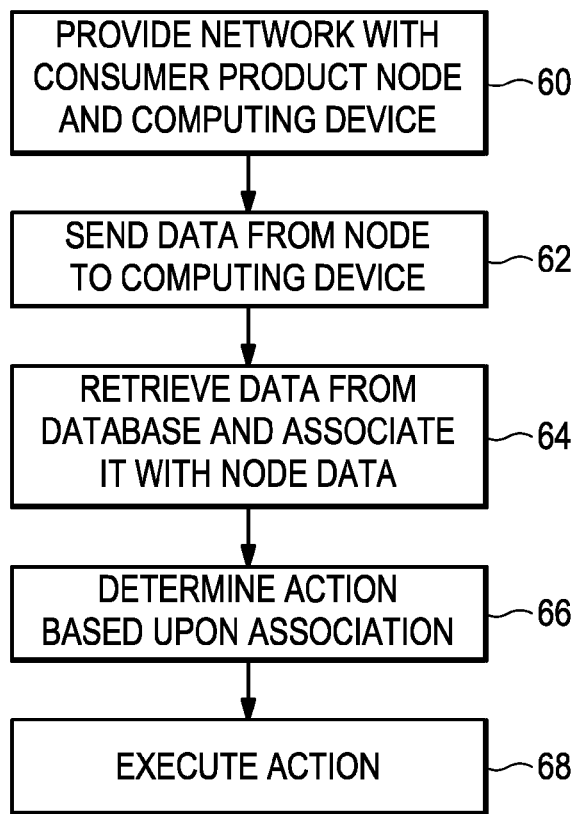 PROVIDE NETWORK WITH
CONSUMER PRODUCT NODE
AND COMPUTING DEVICE
60
SEND DATA FROM NODE
TO COMPUTING DEVICE
62
RETRIEVE DATA FROM
DATABASE AND ASSOCIATE
IT WITH NODE DATA
64
DETERMINE ACTION
BASED UPON ASSOCIATION
66
EXECUTE ACTION
68